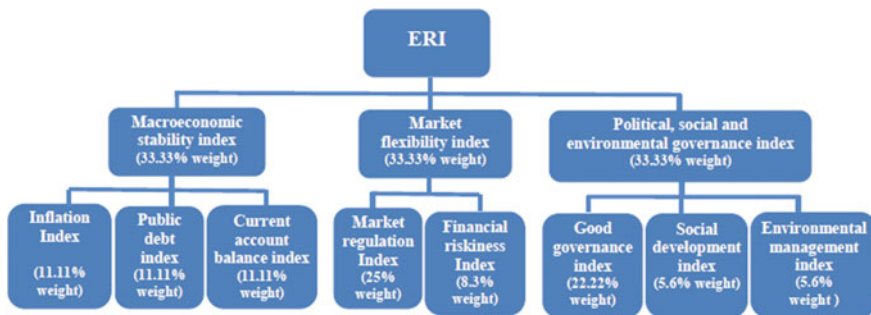 ERI
Macroeconomic
stability index
(33.33% weight)
Market
flexibility index
(33.33% weight)
Political, social and
environmental governance index
(33.33% weight)
Inflation
Index
(11.11%
weight)
Public
debt
index
(11.11%
weight)
Current
account
balance index
(11.11%
weight)
Market
regulation
Index
(25%
weight)
Financial
riskiness
Index
(8.3%
weight)
Good
governance
index
(22.22%
weight)
Social
development
index
(5.6% weight)
Environmental
management
index
(5.6%
weight )